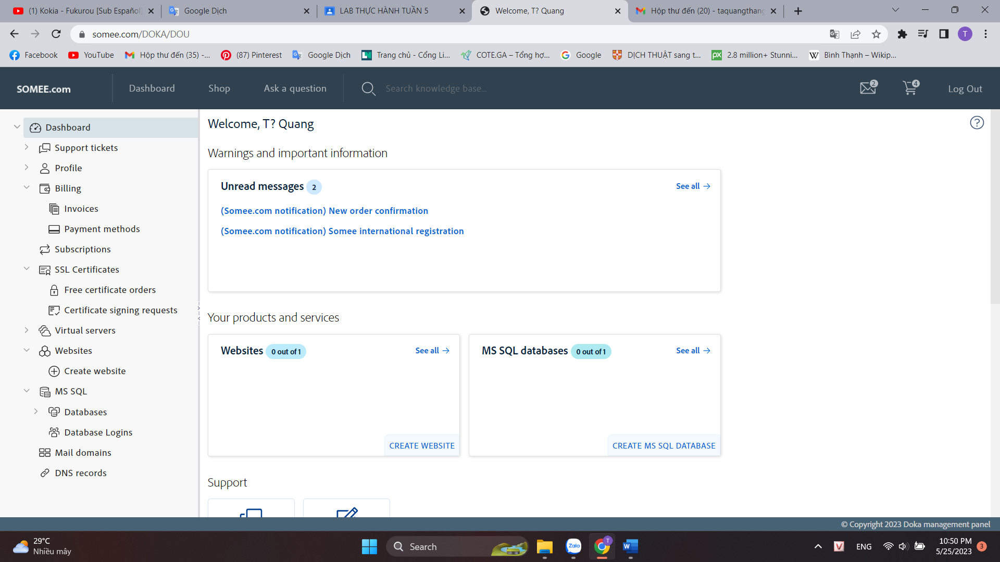 (1) Kokia - Fukurou [Sub Español]
Google Dịch
LAB THỰC HÀNH TUẦN 5
Welcome, T? Quang
Hộp thư đến (20) - taquangthang
somee.com/DOKA/DOU
T
Facebook
YouTube
Hộp thư đến (35) -...
(87) Pinterest
Google Dịch
Trang chủ - Cổng Li...
COTE.GA – Tổng hợ...
Google
DỊCH THUẬT sang t...
2.8 million+ Stunni...
Bình Thạnh – Wikip...
SOMEE.com
Dashboard
Shop
Ask a question
Search knowledge base...
2
4
Log Out
Dashboard
Support tickets
Profile
Billing
Invoices
Payment methods
Subscriptions
SSL Certificates
Free certificate orders
Certificate signing requests
Virtual servers
Websites
Create website
MS SQL
Databases
Database Logins
Mail domains
DNS records
Welcome, T? Quang
Warnings and important information
Unread messages 2
See all
(Somee.com notification) New order confirmation
(Somee.com notification) Somee international registration
Your products and services
Websites 0 out of 1
See all
CREATE WEBSITE
MS SQL databases 0 out of 1
See all
CREATE MS SQL DATABASE
Support
© Copyright 2023 Doka management panel
29°C
Nhiều mây
Search
Zalo
T
ENG
10:50 PM
5/25/2023
3